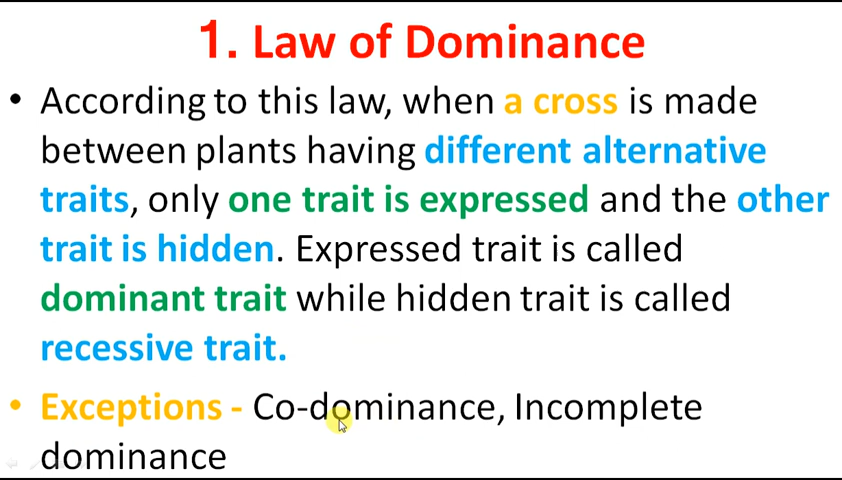 1. Law of Dominance
• According to this law, when a cross is made
between plants having different alternative
traits, only one trait is expressed and the other
trait is hidden. Expressed trait is called
dominant trait while hidden trait is called
recessive trait.
• Exceptions - Co-dominance, Incomplete
dominance